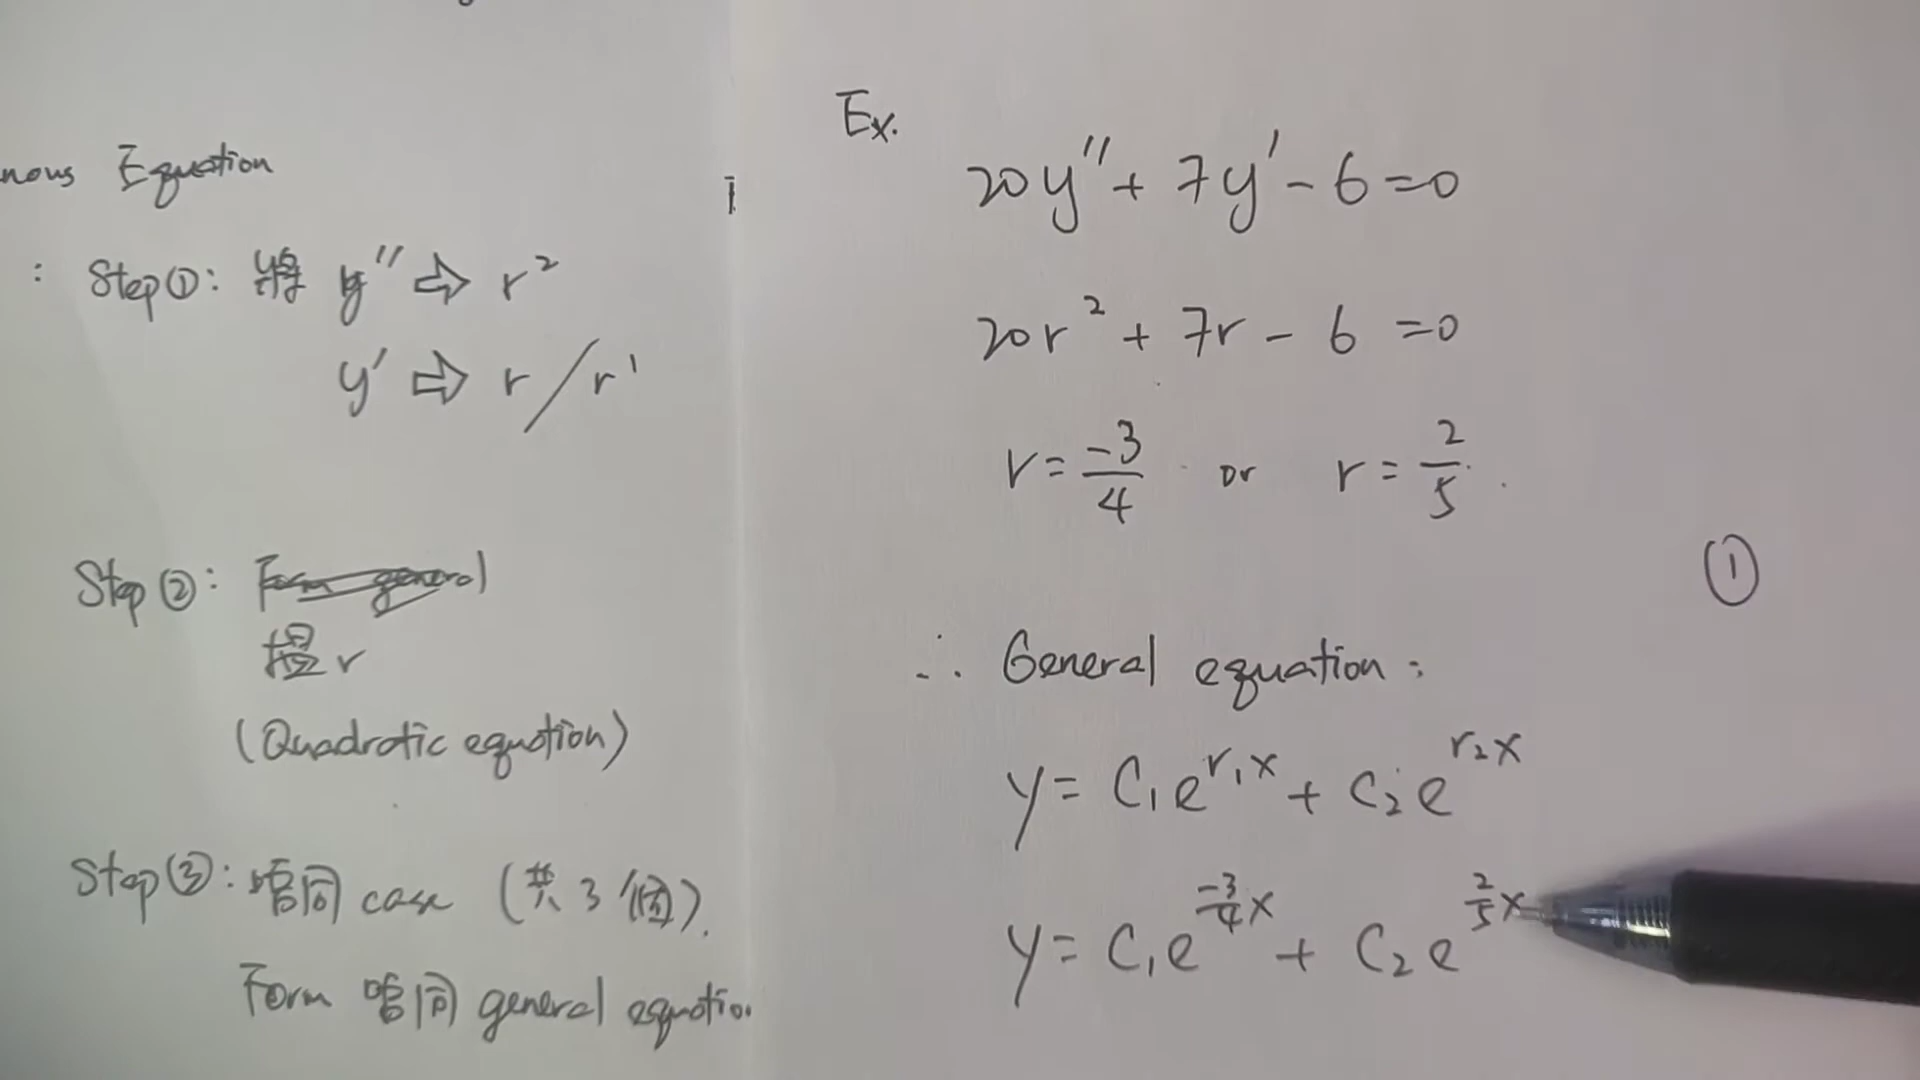 nous Equation
: Step①: 將 y'' ⇨ r²
y' ⇨ r / r¹
Step②: Form general
搵 r
(Quadratic equation)
Step③: 唔同 case (共 3 個).
Form 唔同 general equation
Ex.
20y'' + 7y' - 6 = 0
20r² + 7r - 6 = 0
r = -3/4 or r = 2/5.
①
∴ General equation:
y = C₁e^(r₁x) + C₂e^(r₂x)
y = C₁e^(-3/4 x) + C₂e^(2/5 x)